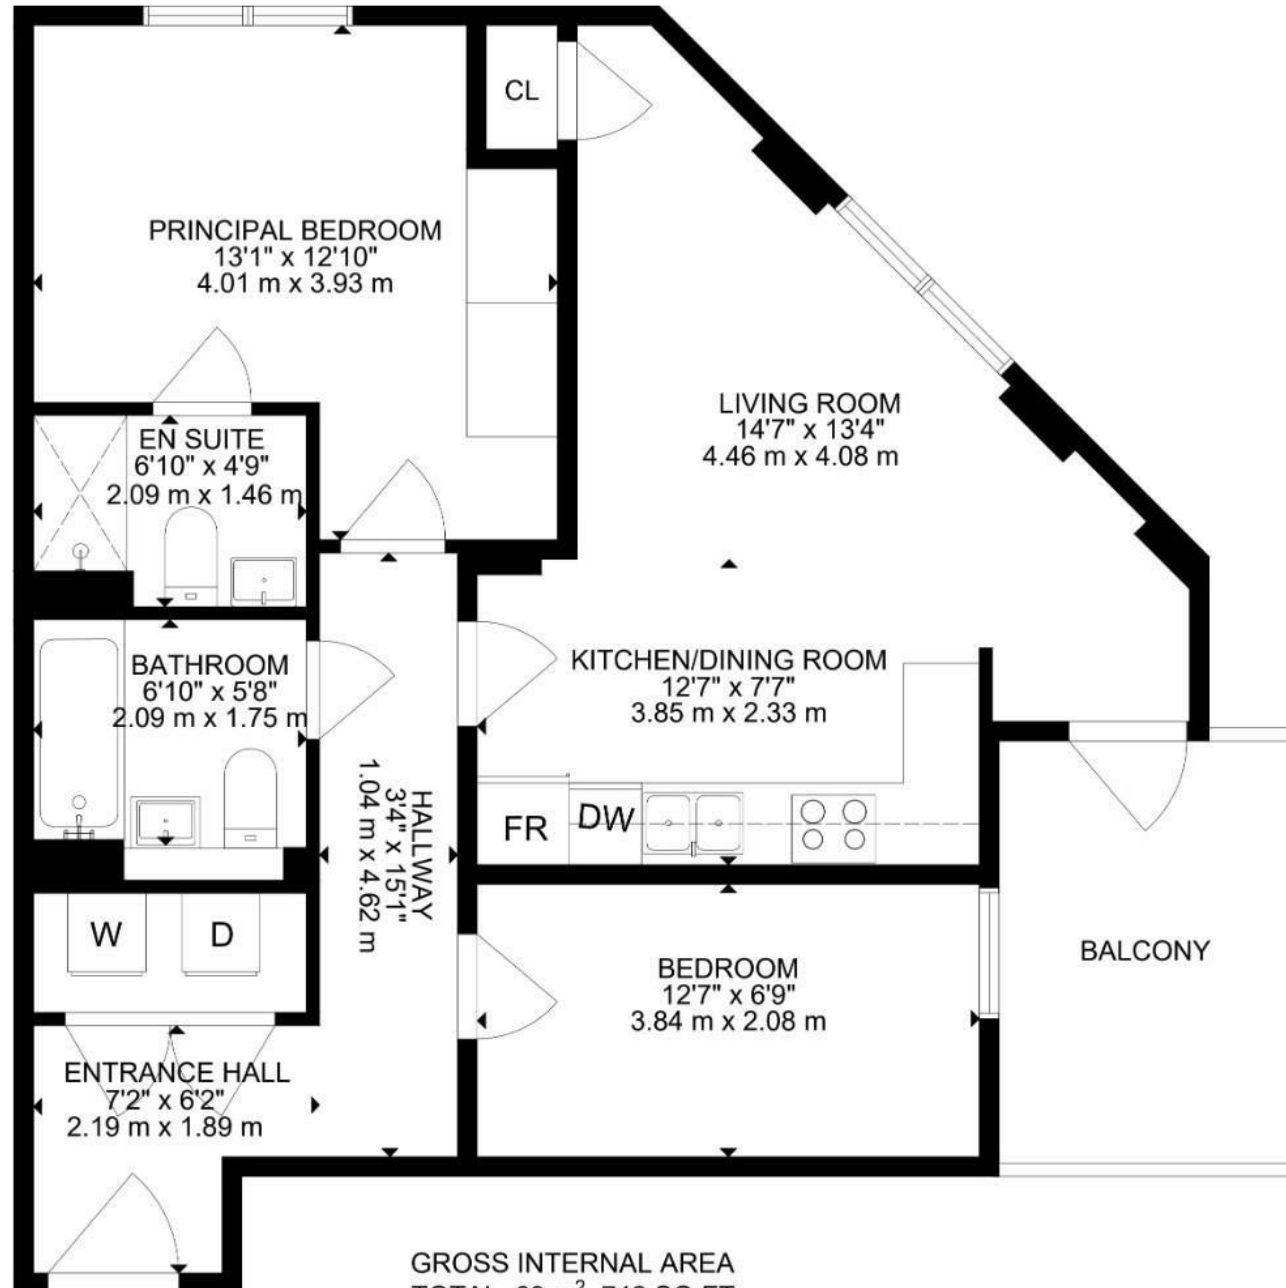 CL
PRINCIPAL BEDROOM
13'1" x 12'10"
4.01 m x 3.93 m
LIVING ROOM
14'7" x 13'4"
4.46 m x 4.08 m
EN SUITE
6'10" x 4'9"
2.09 m x 1.46 m
KITCHEN/DINING ROOM
12'7" x 7'7"
3.85 m x 2.33 m
BATHROOM
6'10" x 5'8"
2.09 m x 1.75 m
HALLWAY
3'4" x 15'1"
1.04 m x 4.62 m
FR
DW
W
D
BALCONY
BEDROOM
12'7" x 6'9"
3.84 m x 2.08 m
ENTRANCE HALL
7'2" x 6'2"
2.19 m x 1.89 m
GROSS INTERNAL AREA